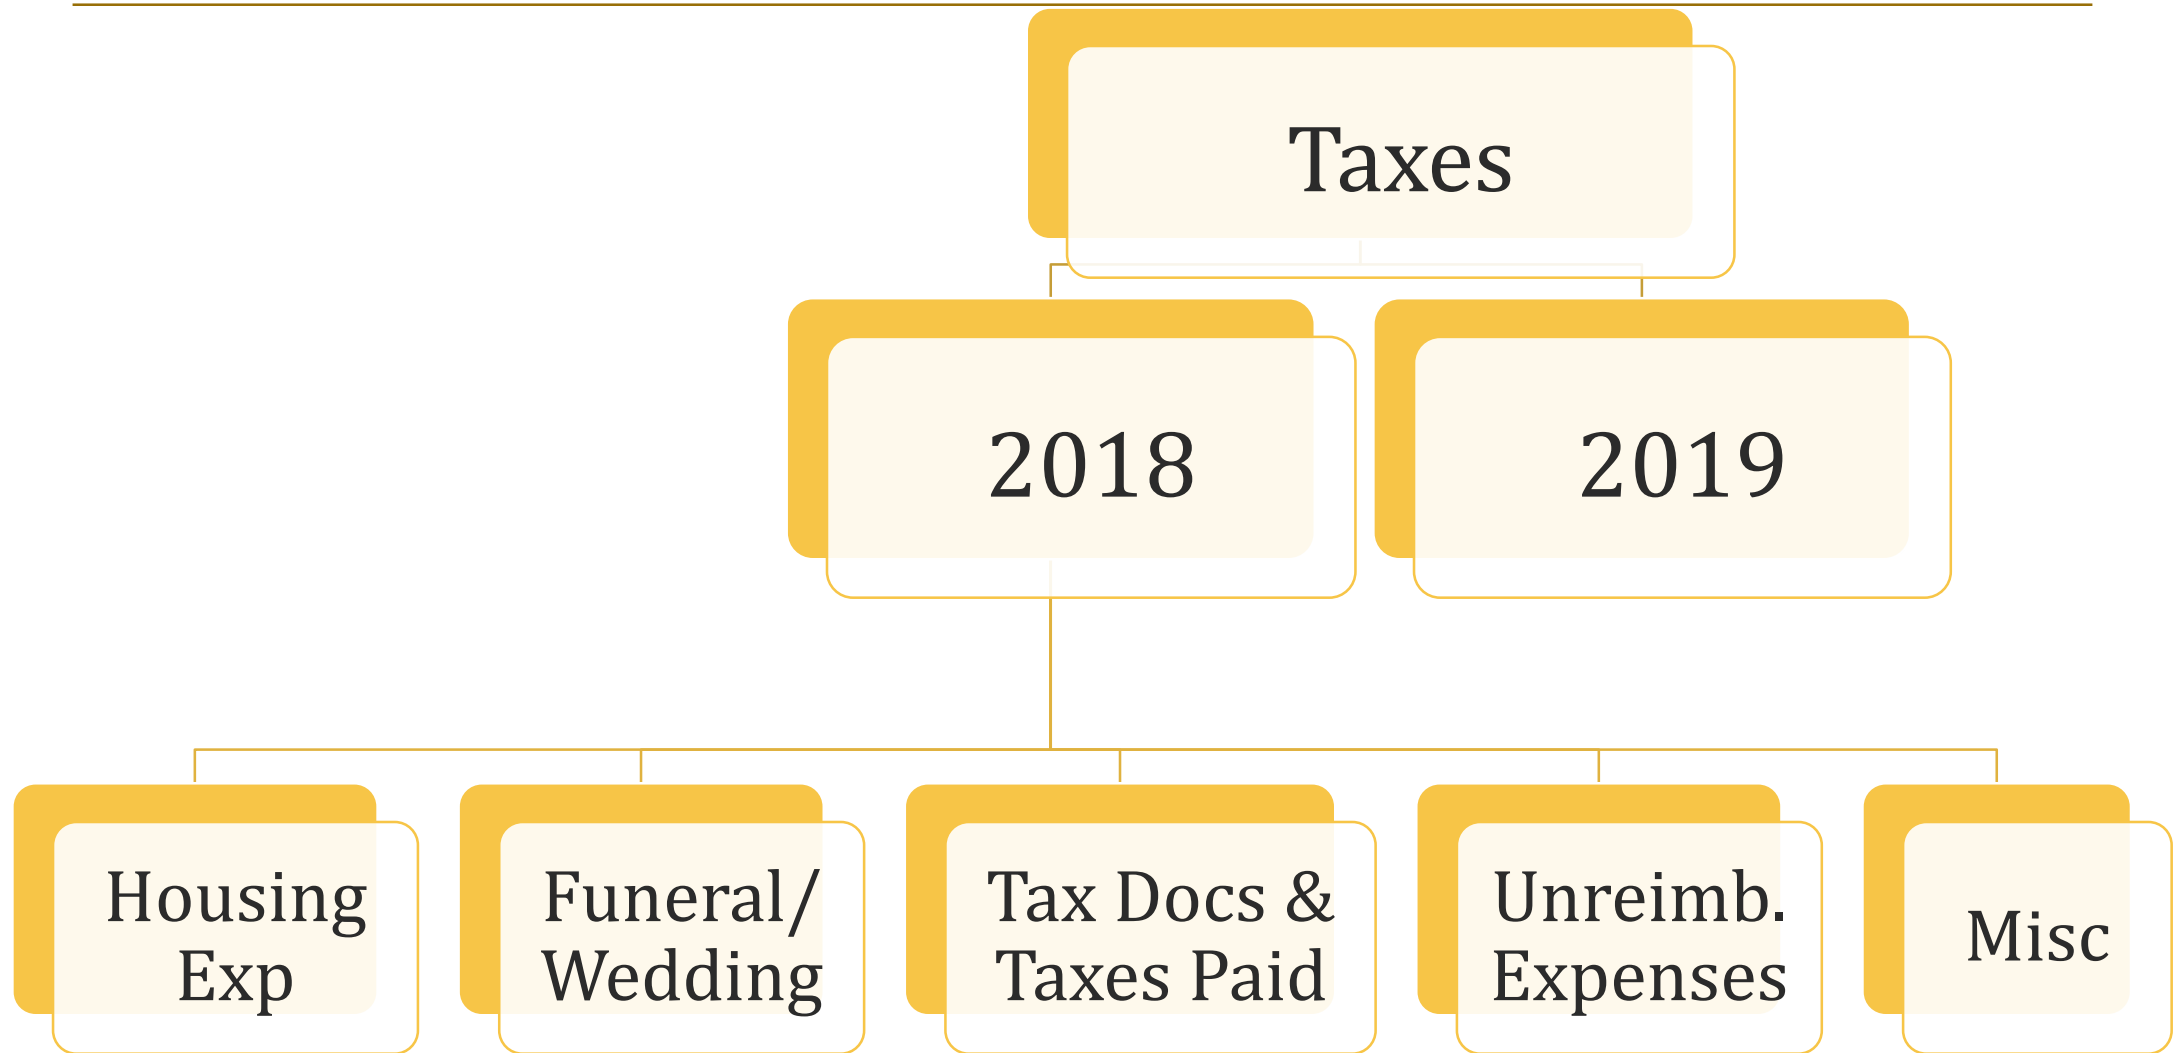 Taxes
2018
2019
Housing
Exp
Funeral/
Wedding
Tax Docs &
Taxes Paid
Unreimb.
Expenses
Misc